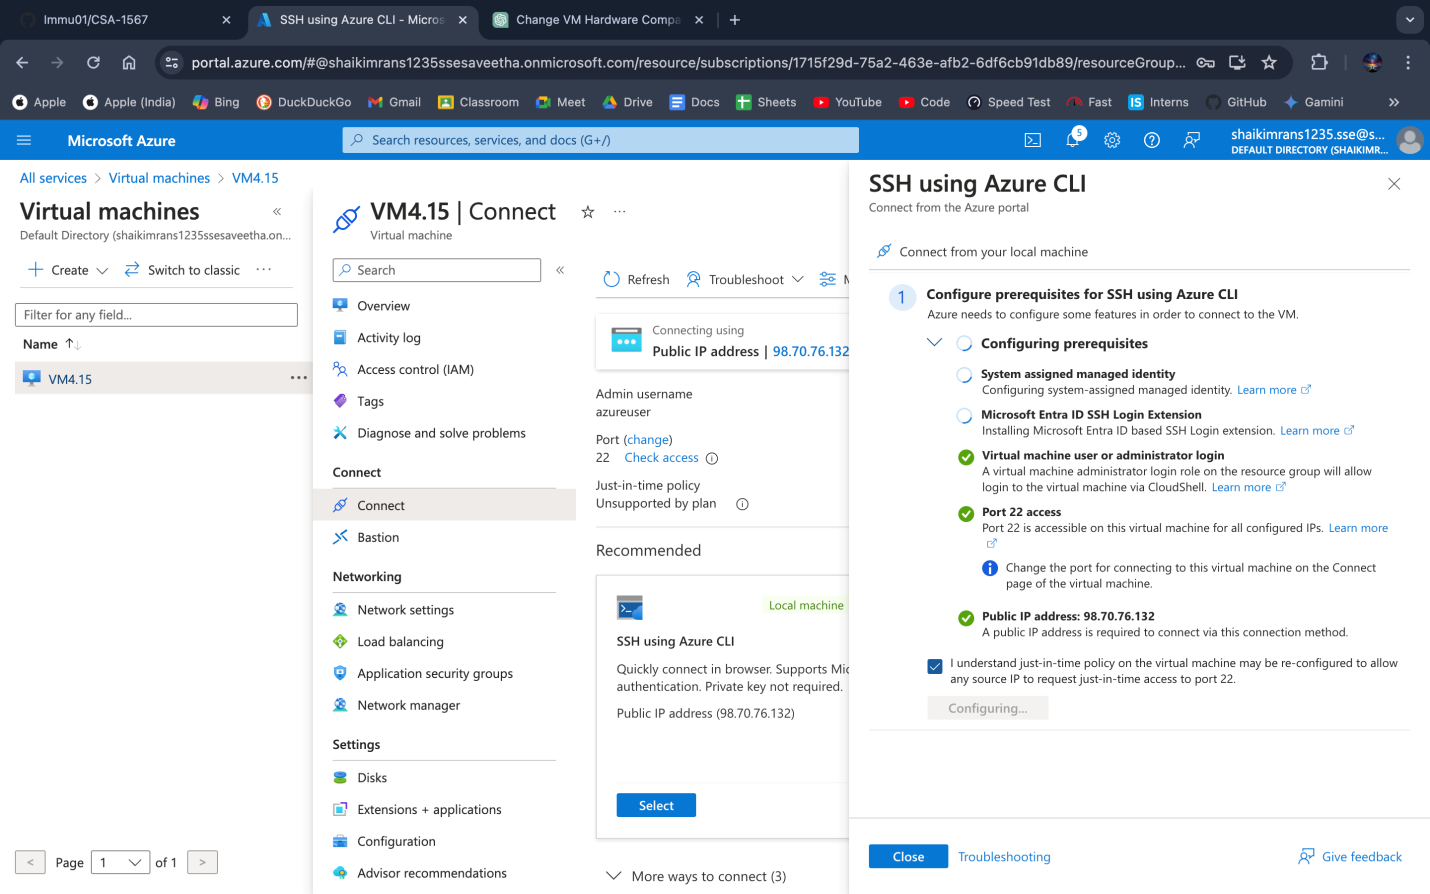 Immu01/CSA-1567
SSH using Azure CLI - Micros
Change VM Hardware Compa
portal.azure.com/#@shaikimrans1235ssesaveetha.onmicrosoft.com/resource/subscriptions/1715f29d-75a2-463e-afb2-6df6cb91db89/resourceGroup...
Apple
Apple (India)
Bing
DuckDuckGo
Gmail
Classroom
Meet
Drive
Docs
Sheets
YouTube
Code
Speed Test
Fast
IS Interns
GitHub
Gamini
»
Microsoft Azure
Search resources, services, and docs (G+/)
5
shaikimrans1235.sse@s...
DEFAULT DIRECTORY (SHAIKIMR...
All services > Virtual machines > VM4.15
Virtual machines
Default Directory (shaikimrans1235ssesaveetha.on...
Create
Switch to classic
Filter for any field...
Name
VM4.15
< Page 1 of 1 >
VM4.15 | Connect
Virtual machine
Search
Overview
Activity log
Access control (IAM)
Tags
Diagnose and solve problems
Connect
Connect
Bastion
Networking
Network settings
Load balancing
Application security groups
Network manager
Settings
Disks
Extensions + applications
Configuration
Advisor recommendations
Refresh
Troubleshoot
Connecting using
Public IP address | 98.70.76.132
Admin username
azureuser
Port (change)
22 Check access
Just-in-time policy
Unsupported by plan
Recommended
Local machine
SSH using Azure CLI
Quickly connect in browser. Supports Mic
authentication. Private key not required.
Public IP address (98.70.76.132)
Select
More ways to connect (3)
SSH using Azure CLI
Connect from the Azure portal
Connect from your local machine
1 Configure prerequisites for SSH using Azure CLI
Azure needs to configure some features in order to connect to the VM.
Configuring prerequisites
System assigned managed identity
Configuring system-assigned managed identity. Learn more
Microsoft Entra ID SSH Login Extension
Installing Microsoft Entra ID based SSH Login extension. Learn more
Virtual machine user or administrator login
A virtual machine administrator login role on the resource group will allow
login to the virtual machine via CloudShell. Learn more
Port 22 access
Port 22 is accessible on this virtual machine for all configured IPs. Learn more
Change the port for connecting to this virtual machine on the Connect
page of the virtual machine.
Public IP address: 98.70.76.132
A public IP address is required to connect via this connection method.
I understand just-in-time policy on the virtual machine may be re-configured to allow
any source IP to request just-in-time access to port 22.
Configuring...
Close
Troubleshooting
Give feedback